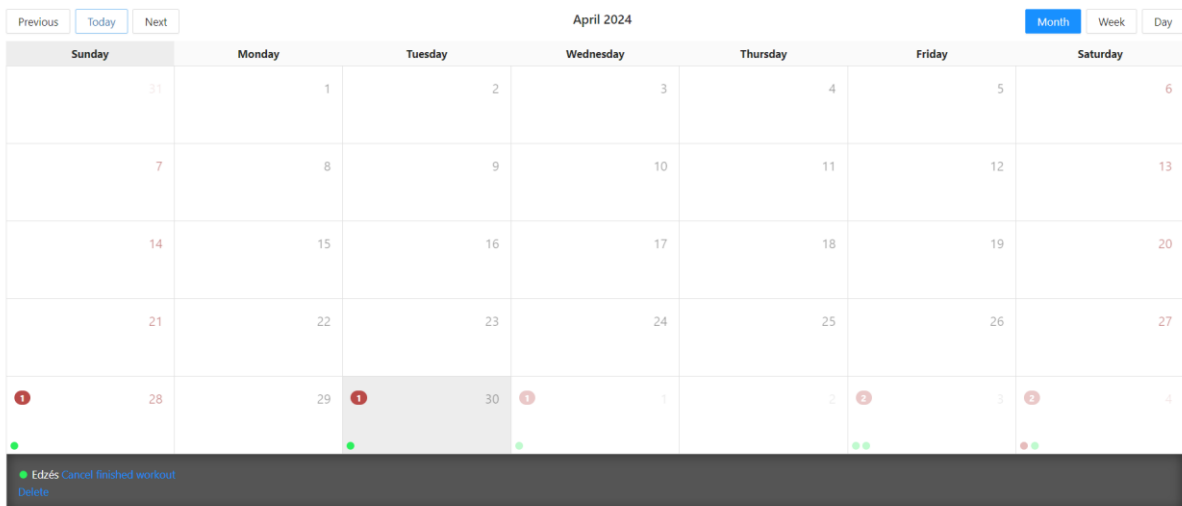 Previous Today Next April 2024 Month Week Day
Sunday Monday Tuesday Wednesday Thursday Friday Saturday
31 1 2 3 4 5 6
7 8 9 10 11 12 13
14 15 16 17 18 19 20
21 22 23 24 25 26 27
1 28 29 1 30 1 1 2 2 3 2 4
Edzés Cancel finished workout
Delete